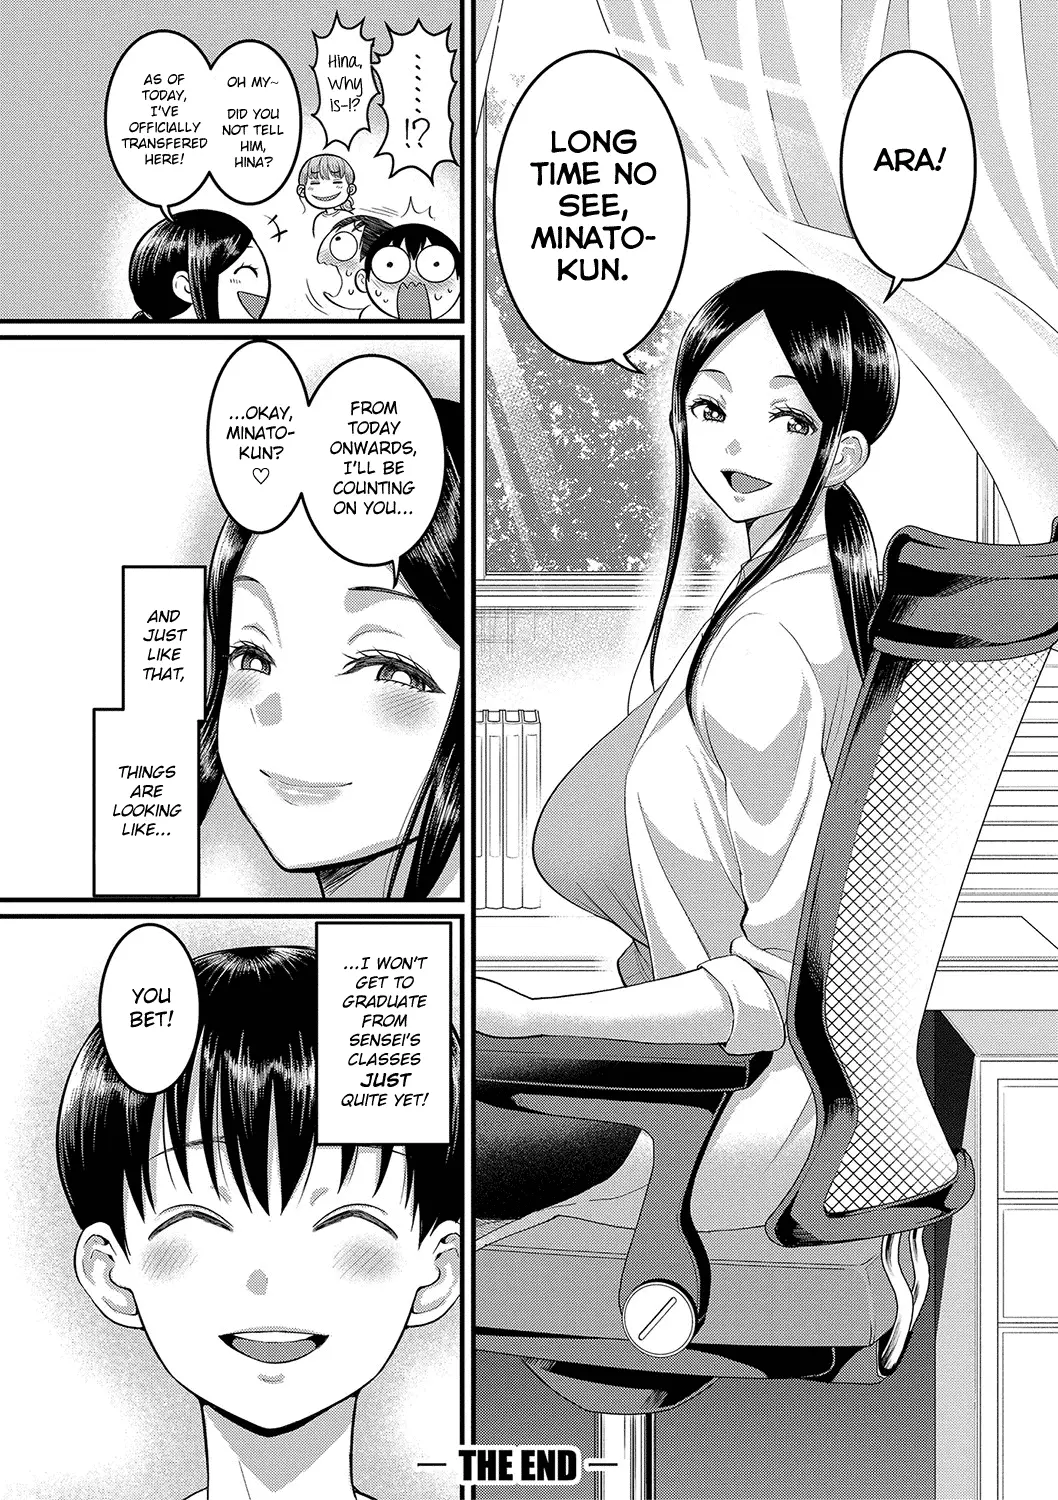 ARA!
LONG
TIME NO
SEE,
MINATO-
KUN.
........!?
Hina,
Why
is-!?
OH MY~
DID YOU
NOT TELL
HIM,
HINA?
AS OF
TODAY,
I'VE
OFFICIALLY
TRANSFERED
HERE!
FROM
TODAY
ONWARDS,
I'LL BE
COUNTING
ON YOU...
...OKAY,
MINATO-
KUN?
♡
AND
JUST
LIKE
THAT,
THINGS
ARE
LOOKING
LIKE...
...I WON'T
GET TO
GRADUATE
FROM
SENSEI'S
CLASSES
JUST
QUITE YET!
YOU
BET!
— THE END —